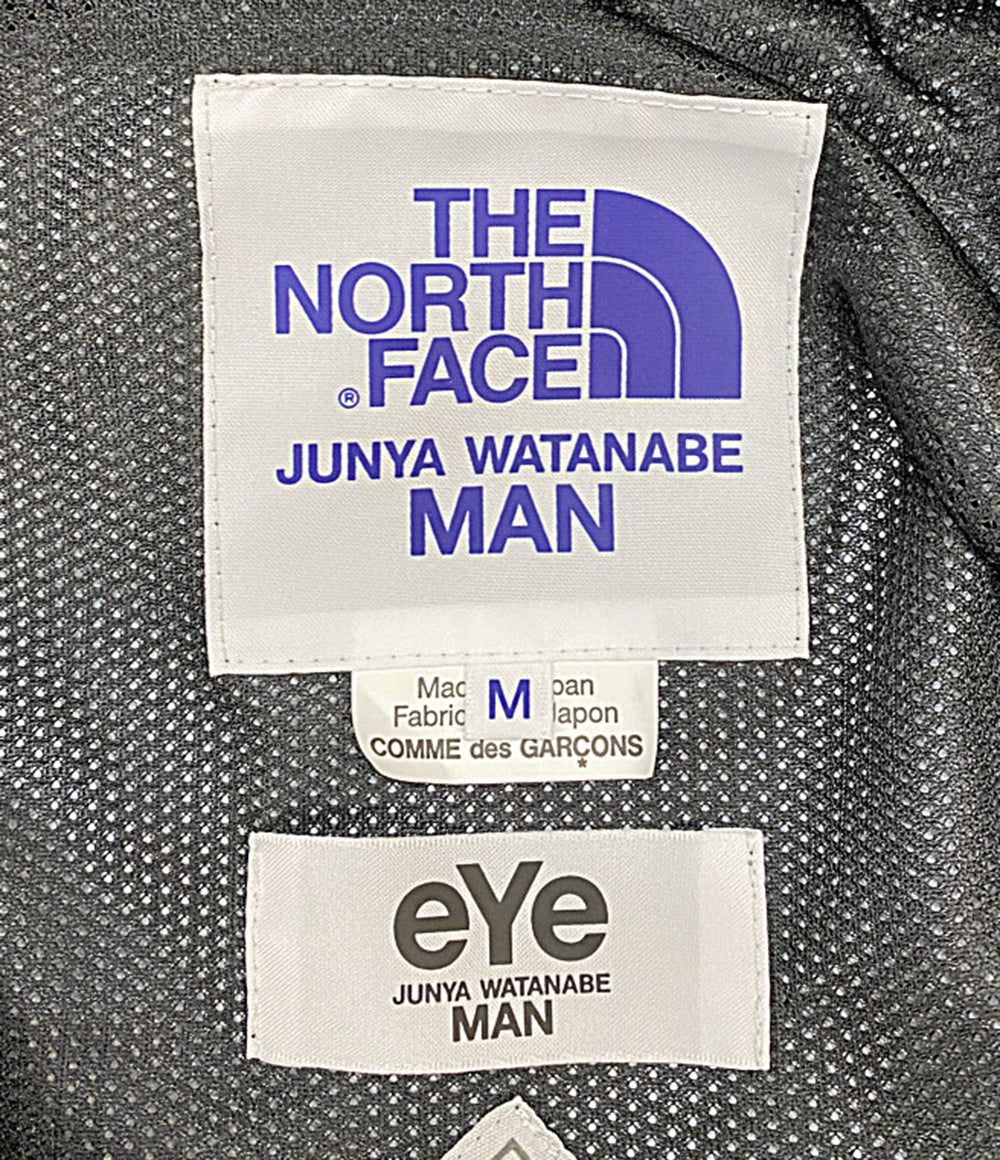 THE
NORTH
® FACE
JUNYA WATANABE
MAN
M
COMME des GARÇONS
*
eYe
JUNYA WATANABE
MAN